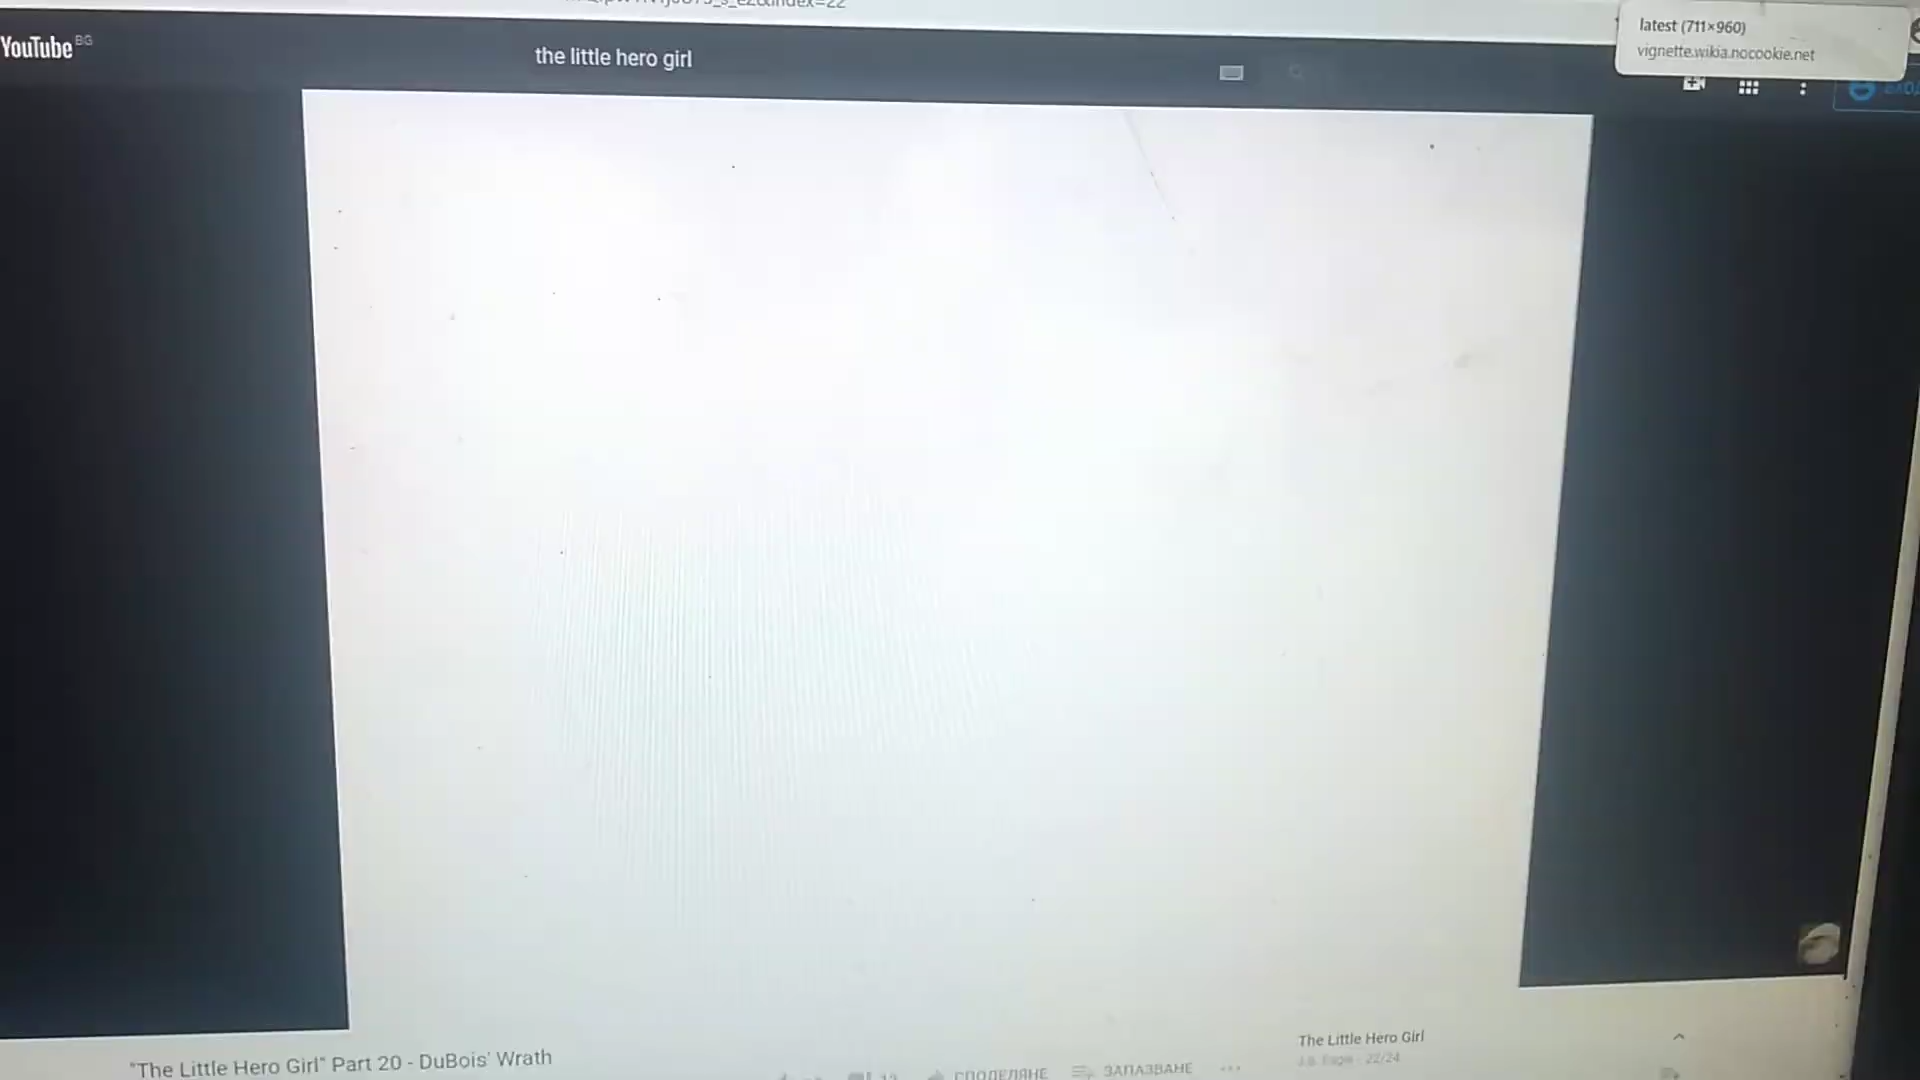 YouTube BG
the little hero girl
latest (711×960)
vignette.wikia.nocookie.net
"The Little Hero Girl" Part 20 - DuBois' Wrath
СПОДЕЛЯНЕ
ЗАПАЗВАНЕ
The Little Hero Girl
22/24